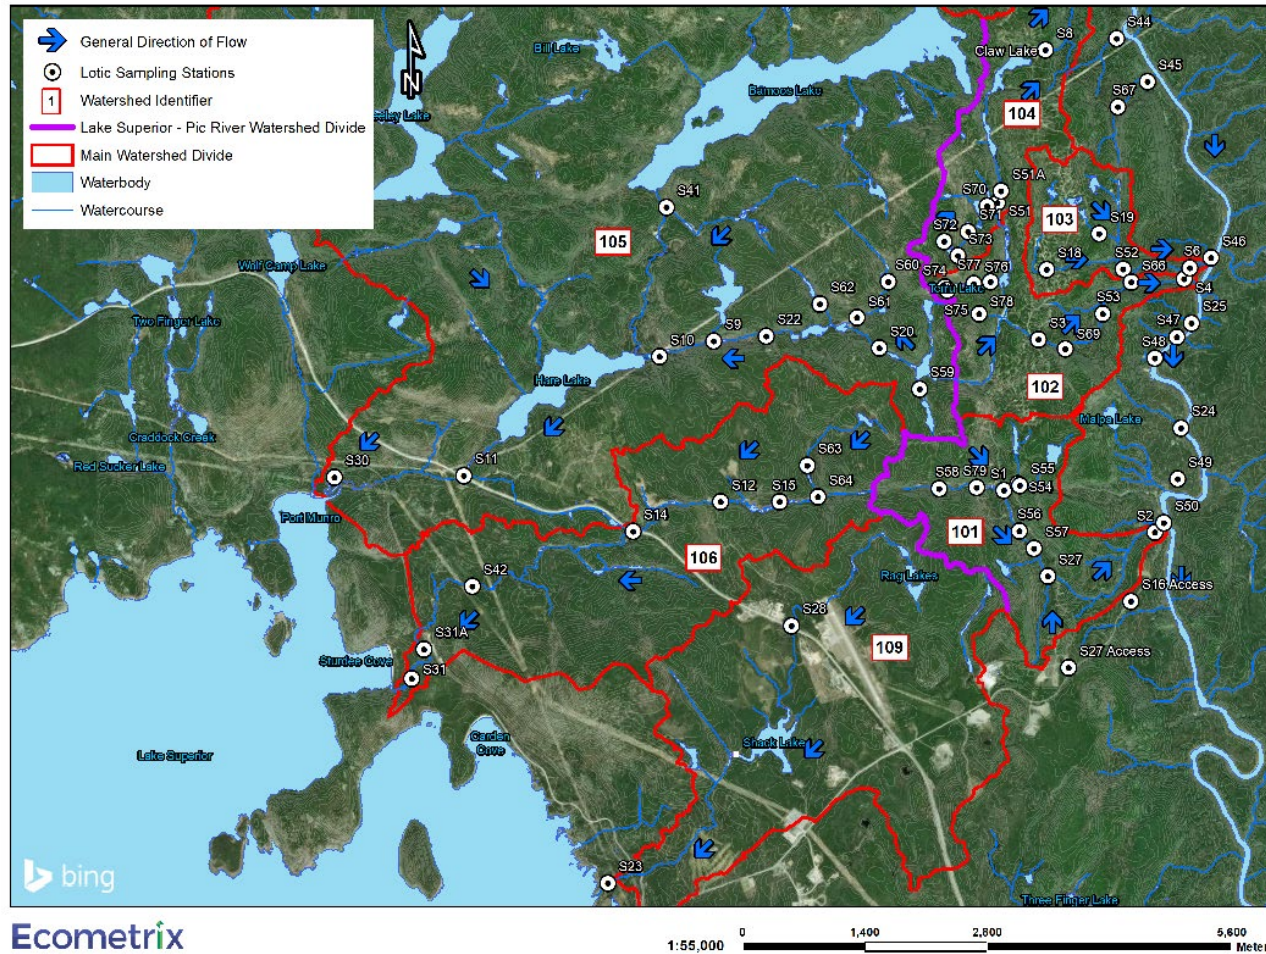 General Direction of Flow
Lotic Sampling Stations
1 Watershed Identifier
Lake Superior - Pic River Watershed Divide
Main Watershed Divide
Waterbody
Watercourse
N
Bill Lake
Bamoos Lake
Claw Lake
S8
S44
S45
S67
104
S41
105
S70
S51A
S71
S51
S72
S73
103
S19
S18
S52
S66
S6
S46
S4
Wolf Camp Lake
Two Finger Lake
S60
S62
S61
S74
S77
S76
Terru Lake
S75
S78
S53
S25
S47
S48
S10
S9
S22
S20
S69
Hare Lake
S59
102
Malpa Lake
Craddock Creek
Red Sucker Lake
S30
S11
Port Munro
S63
S12
S15
S64
S58
S79
S1
S55
S54
S24
S49
S50
S2
S14
106
101
S56
S57
S27
Rag Lakes
S16 Access
S42
S28
109
S27 Access
S31A
Sturdee Cove
S31
Carden
Cove
Shack Lake
Lake Superior
S23
Three Finger Lake
bing
Ecometrix
1:55,000
0 1,400 2,800 5,600
Meter